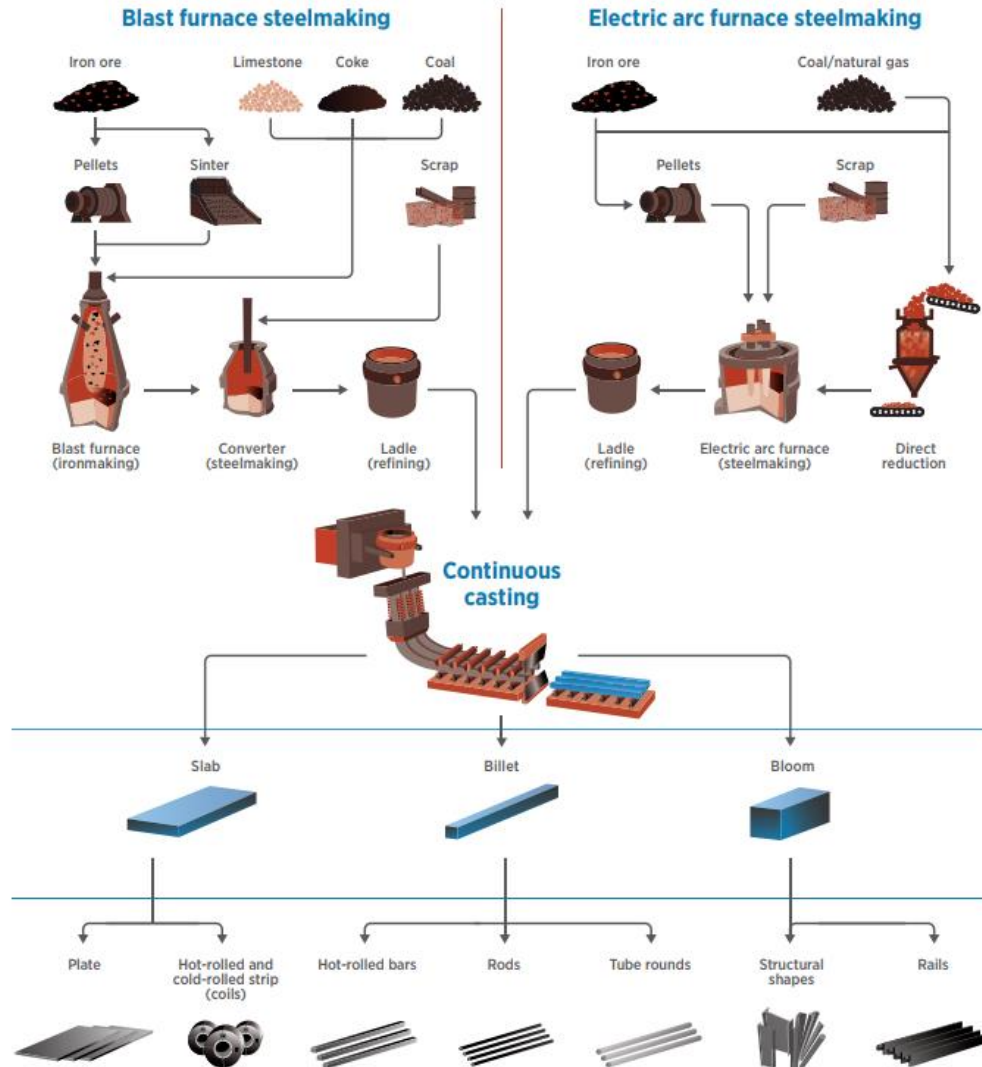 Blast furnace steelmaking
Electric arc furnace steelmaking
Iron ore
Limestone
Coke
Coal
Iron ore
Coal/natural gas
Pellets
Sinter
Scrap
Pellets
Scrap
Blast furnace
(ironmaking)
Converter
(steelmaking)
Ladle
(refining)
Ladle
(refining)
Electric arc furnace
(steelmaking)
Direct
reduction
Continuous
casting
Slab
Billet
Bloom
Plate
Hot-rolled and
cold-rolled strip
(coils)
Hot-rolled bars
Rods
Tube rounds
Structural
shapes
Rails